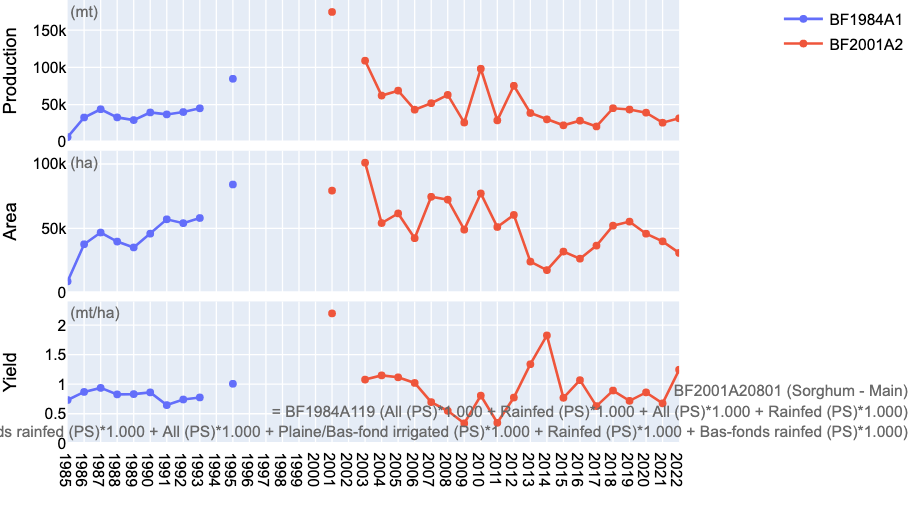 (mt)
BF1984A1
BF2001A2
Production
150k
100k
50k
0
(ha)
Area
100k
50k
0
(mt/ha)
Yield
2
1.5
1
0.5
0
BF2001A20801 (Sorghum - Main)
= BF1984A119 (All (PS)*1.000 + Rainfed (PS)*1.000 + All (PS)*1.000 + Rainfed (PS)*1.000)
ds rainfed (PS)*1.000 + All (PS)*1.000 + Plaine/Bas-fond irrigated (PS)*1.000 + Rainfed (PS)*1.000 + Bas-fonds rainfed (PS)*1.000)
1985
1986
1987
1988
1989
1990
1991
1992
1993
1994
1995
1996
1997
1998
1999
2000
2001
2002
2003
2004
2005
2006
2007
2008
2009
2010
2011
2012
2013
2014
2015
2016
2017
2018
2019
2020
2021
2022